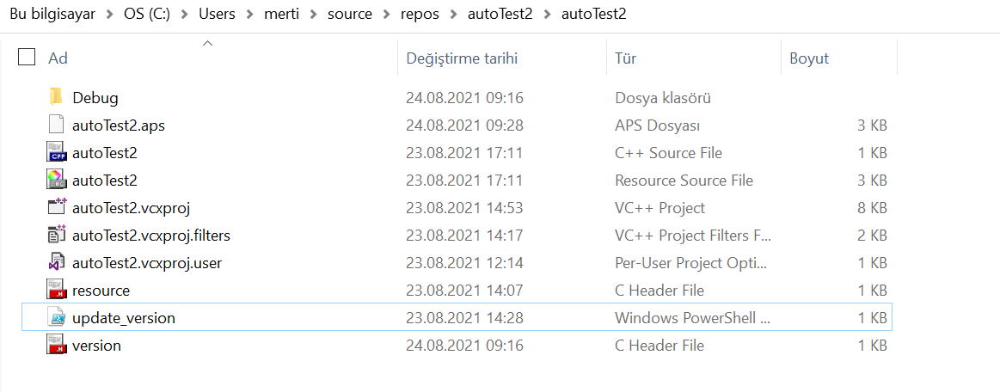 Bu bilgisayar > OS (C:) > Users > merti > source > repos > autoTest2 > autoTest2
Ad Değiştirme tarihi Tür Boyut
Debug 24.08.2021 09:16 Dosya klasörü
autoTest2.aps 24.08.2021 09:28 APS Dosyası 3 KB
autoTest2 23.08.2021 17:11 C++ Source File 1 KB
autoTest2 23.08.2021 17:11 Resource Source File 3 KB
autoTest2.vcxproj 23.08.2021 14:53 VC++ Project 8 KB
autoTest2.vcxproj.filters 23.08.2021 14:17 VC++ Project Filters F... 2 KB
autoTest2.vcxproj.user 23.08.2021 12:14 Per-User Project Opti... 1 KB
resource 23.08.2021 14:07 C Header File 1 KB
update_version 23.08.2021 14:28 Windows PowerShell ... 1 KB
version 24.08.2021 09:16 C Header File 1 KB